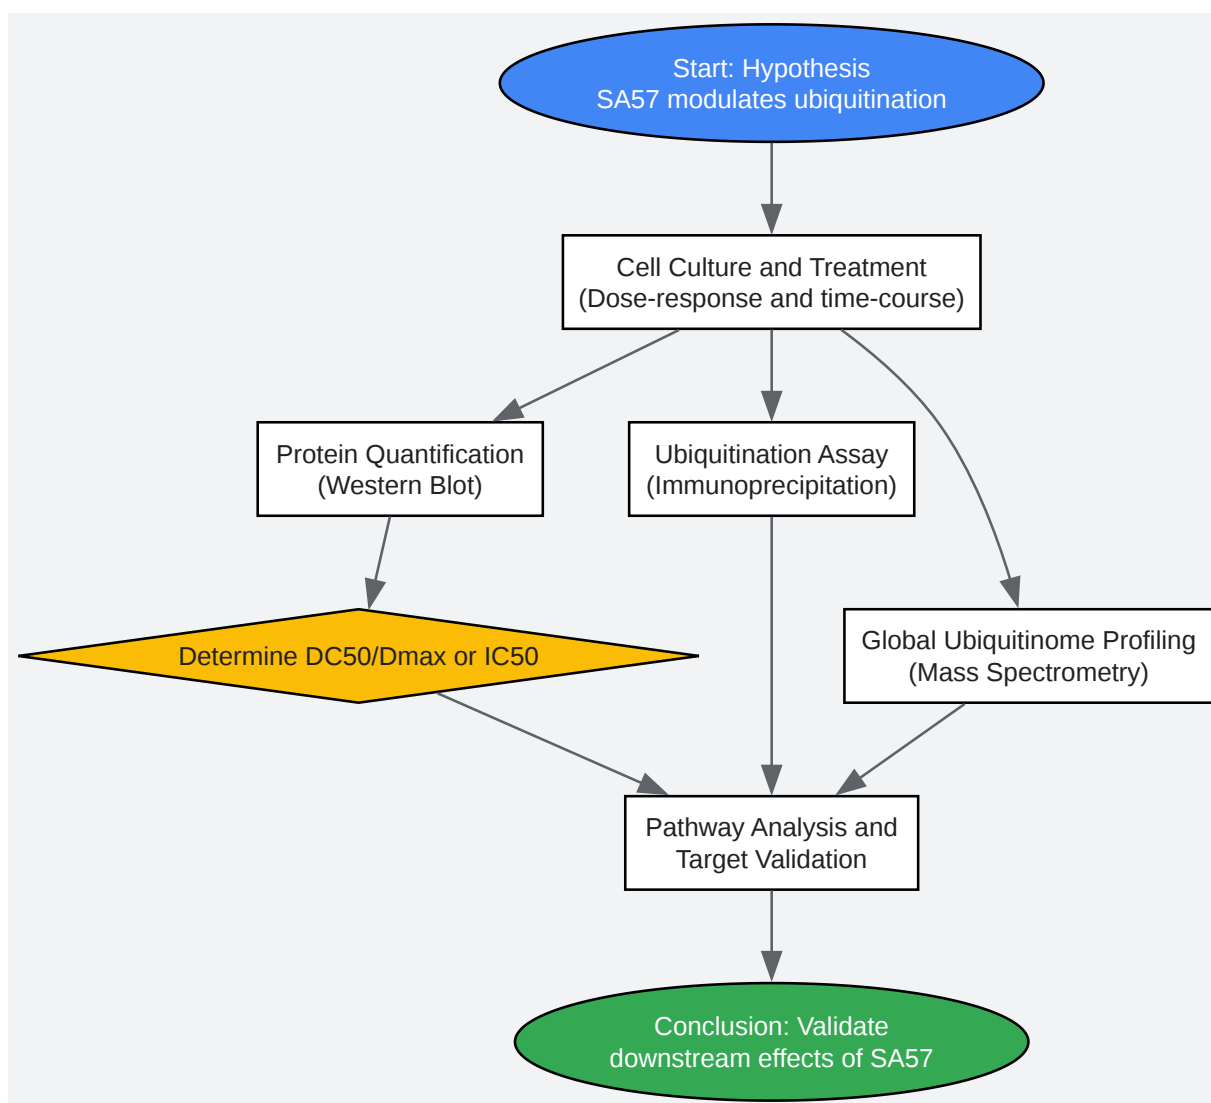 Start: Hypothesis
SA57 modulates ubiquitination
Cell Culture and Treatment
(Dose-response and time-course)
Protein Quantification
(Western Blot)
Ubiquitination Assay
(Immunoprecipitation)
Determine DC50/Dmax or IC50
Global Ubiquitinome Profiling
(Mass Spectrometry)
Pathway Analysis and
Target Validation
Conclusion: Validate
downstream effects of SA57